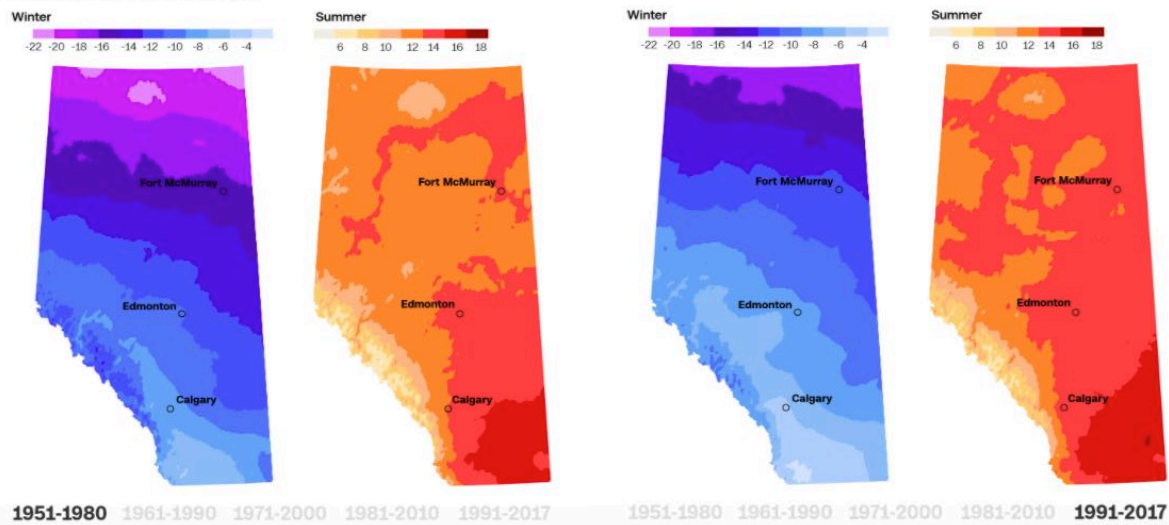 Winter
-22 -20 -16 -14 -12 -10 -8 -6 -4
Summer
6 8 10 12 14 16 18
Fort McMurray
Edmonton
Calgary
Fort McMurray
Edmonton
Calgary
1951-1980 1961-1990 1971-2000 1981-2010 1991-2017
Winter
-22 -20 -16 -14 -12 -10 -8 -6 -4
Summer
6 8 10 12 14 16 18
Fort McMurray
Edmonton
Calgary
Fort McMurray
Edmonton
Calgary
1951-1980 1961-1990 1971-2000 1981-2010 1991-2017